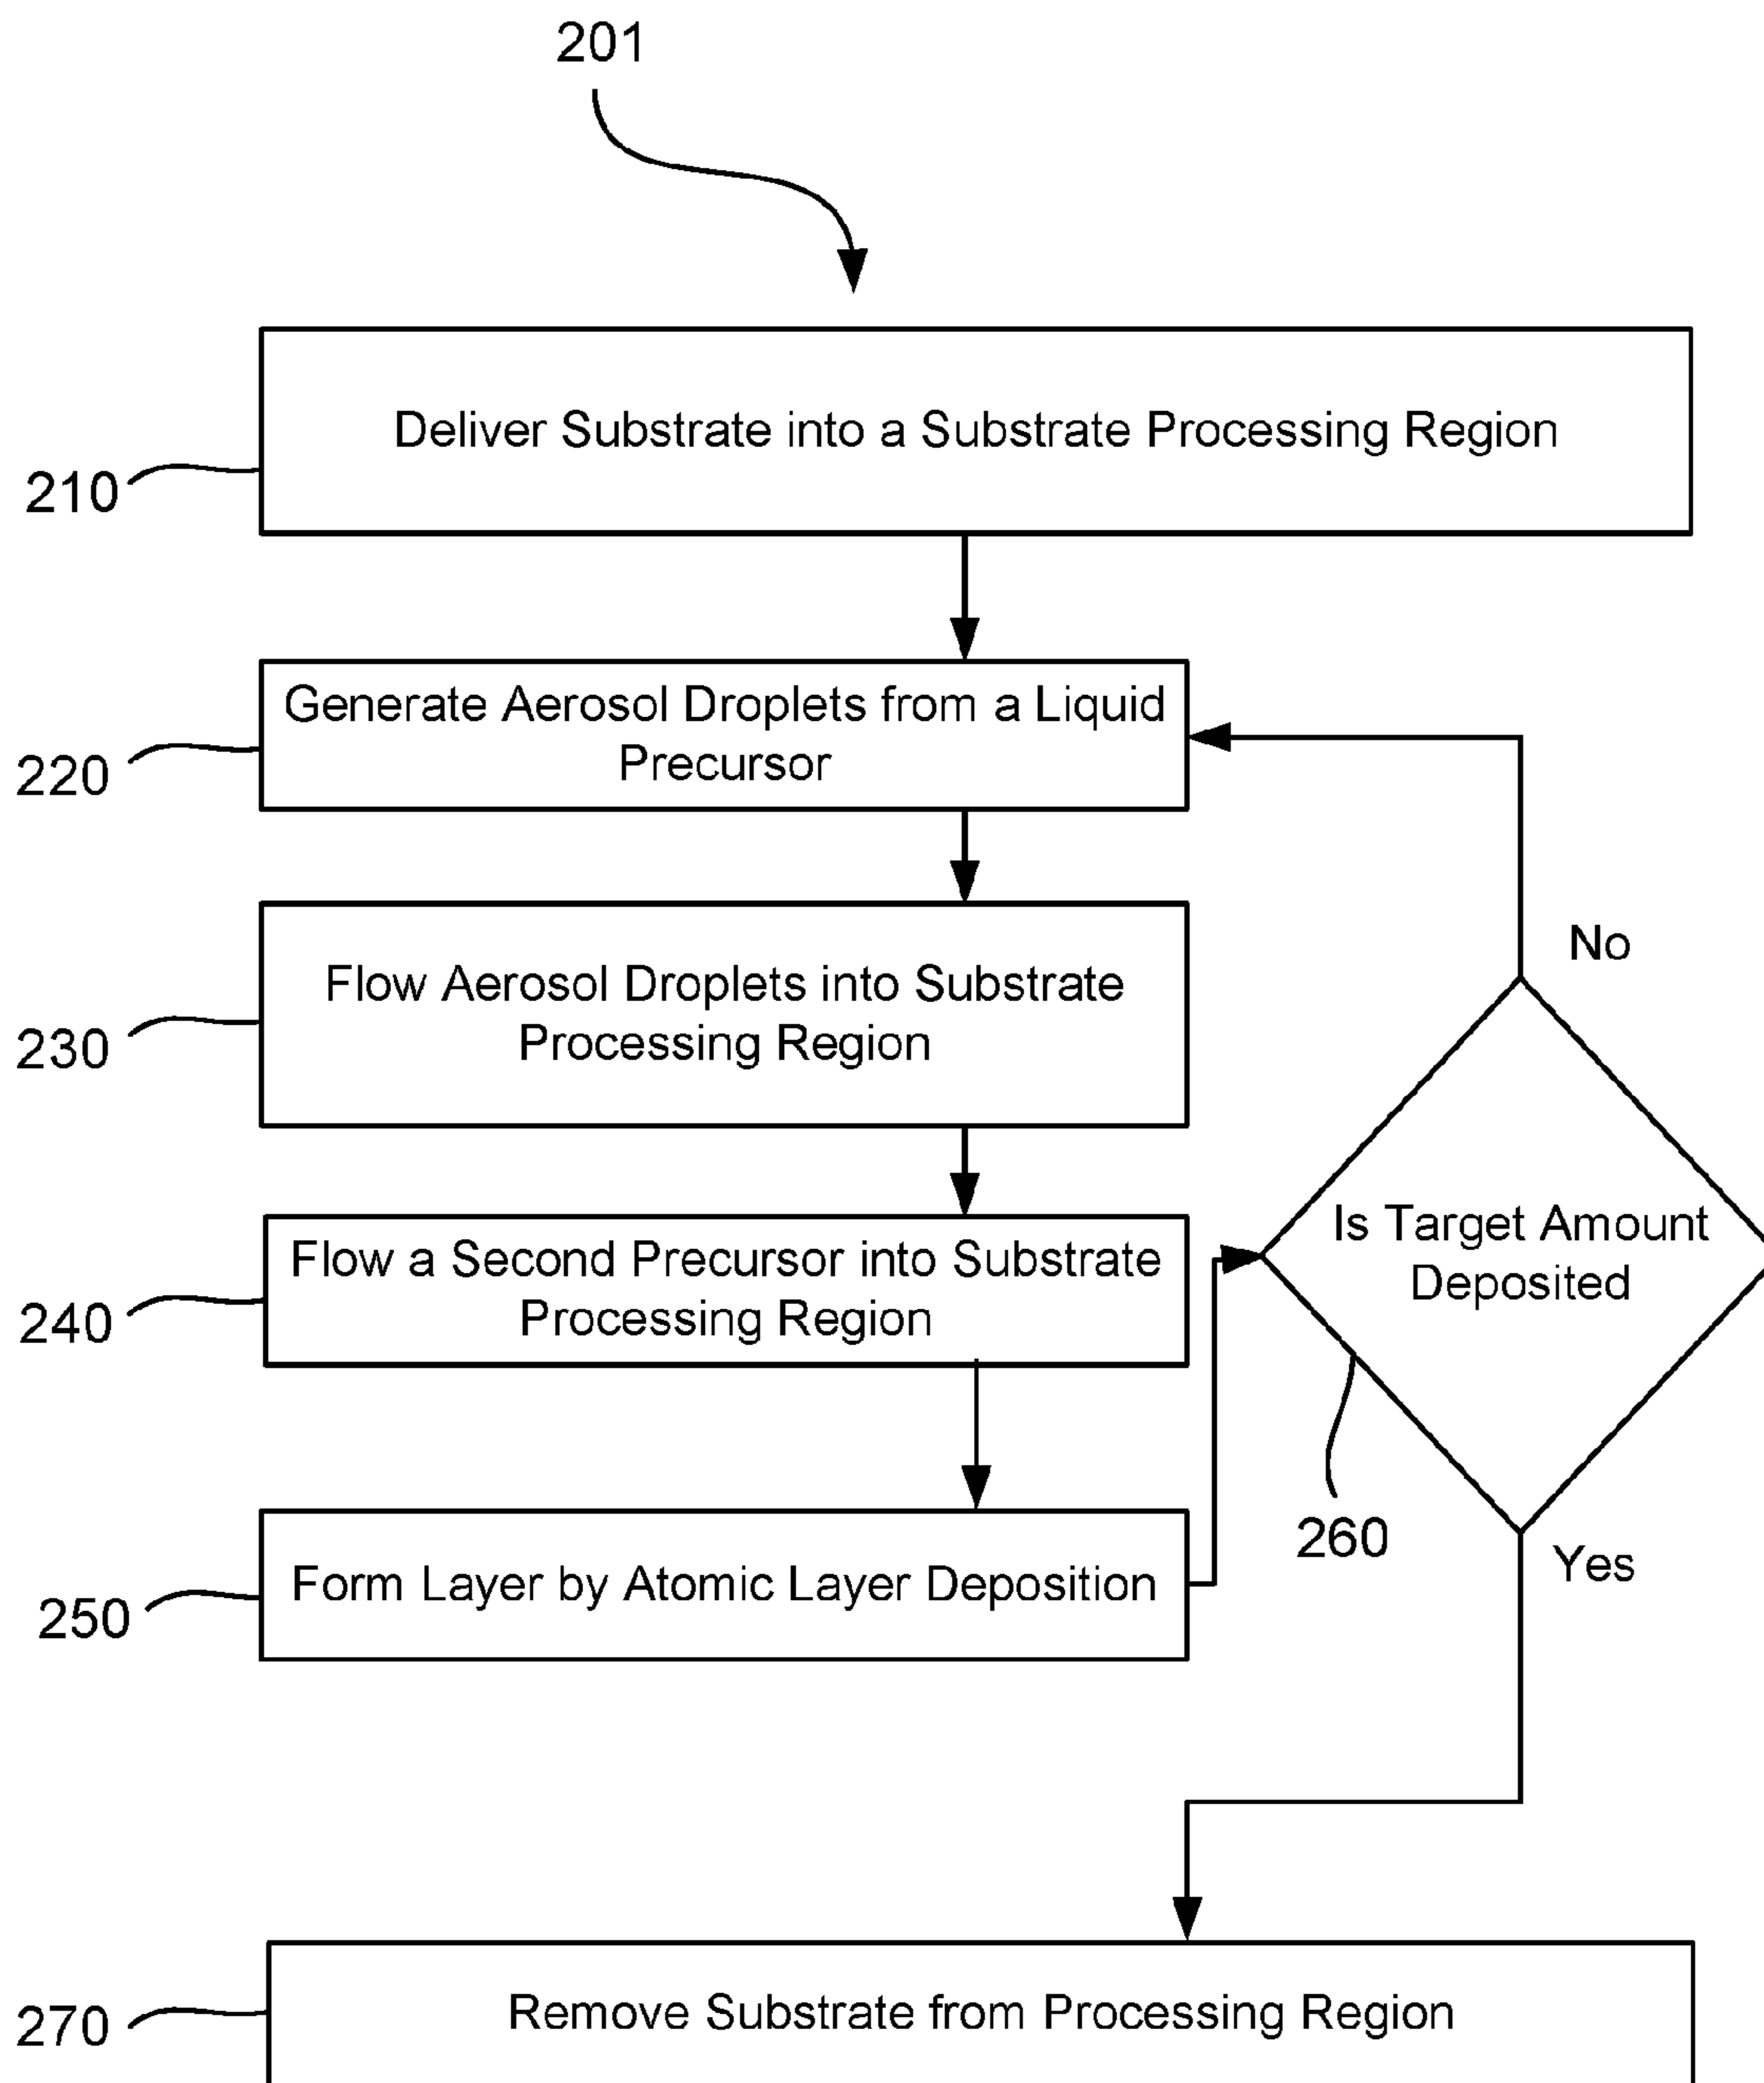 201
Deliver Substrate into a Substrate Processing Region
210
Generate Aerosol Droplets from a Liquid
Precursor
220
No
Flow Aerosol Droplets into Substrate
Processing Region
230
Is Target Amount
Deposited
Flow a Second Precursor into Substrate
Processing Region
240
260
Yes
Form Layer by Atomic Layer Deposition
250
Remove Substrate from Processing Region
270